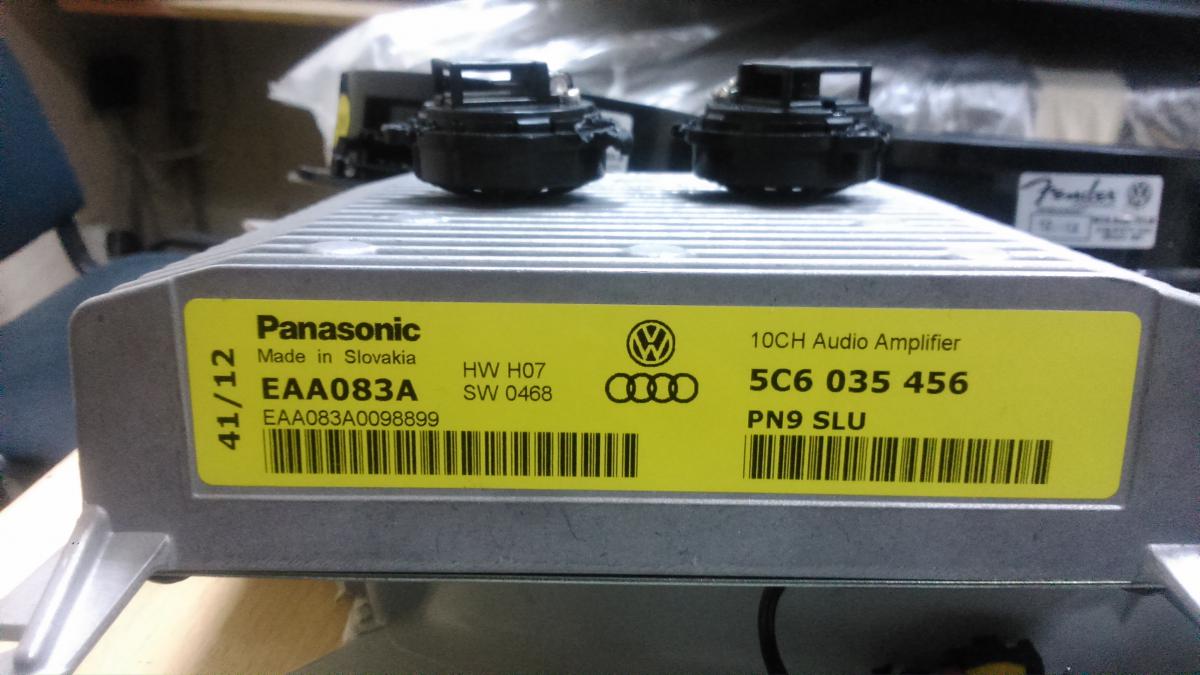 Fender
41/12
Panasonic
Made in Slovakia
EAA083A
EAA083A0098899
HW H07
SW 0468
10CH Audio Amplifier
5C6 035 456
PN9 SLU